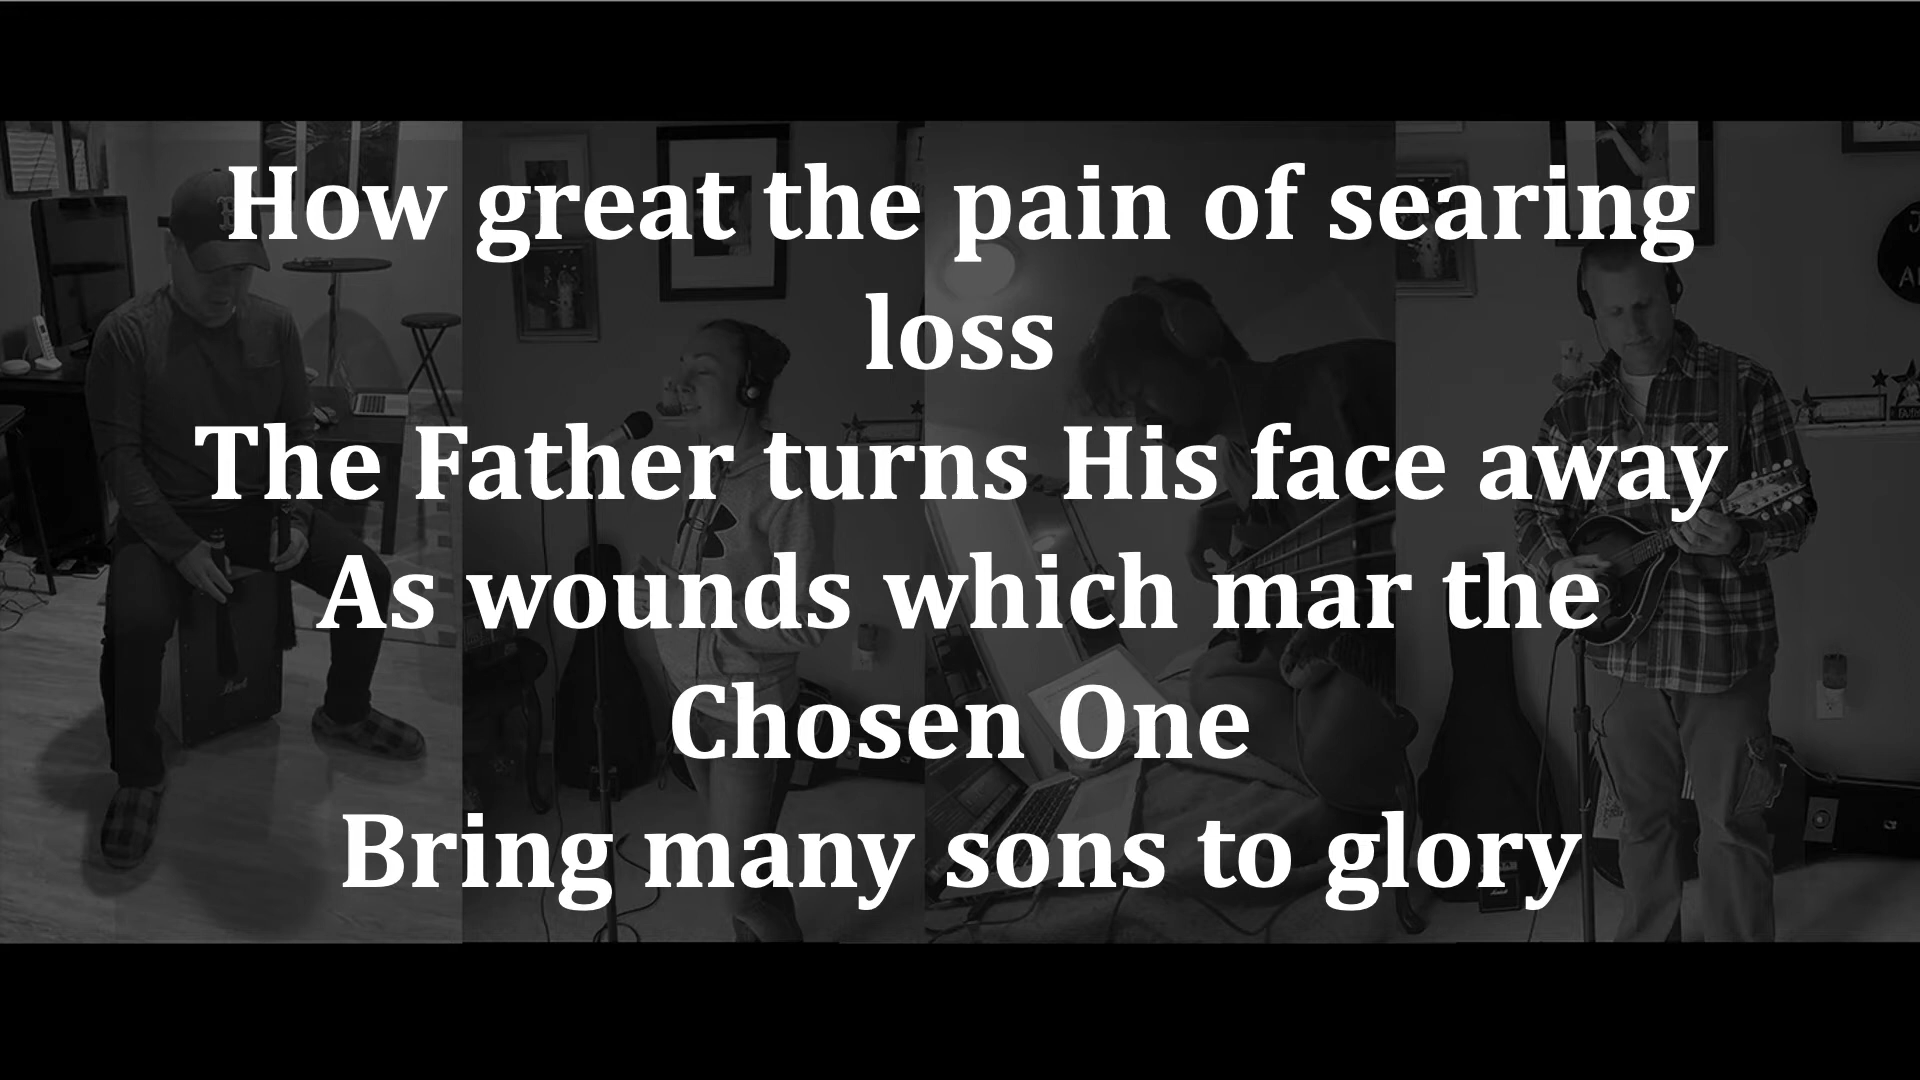 How great the pain of searing
loss
The Father turns His face away
As wounds which mar the
Chosen One
Bring many sons to glory